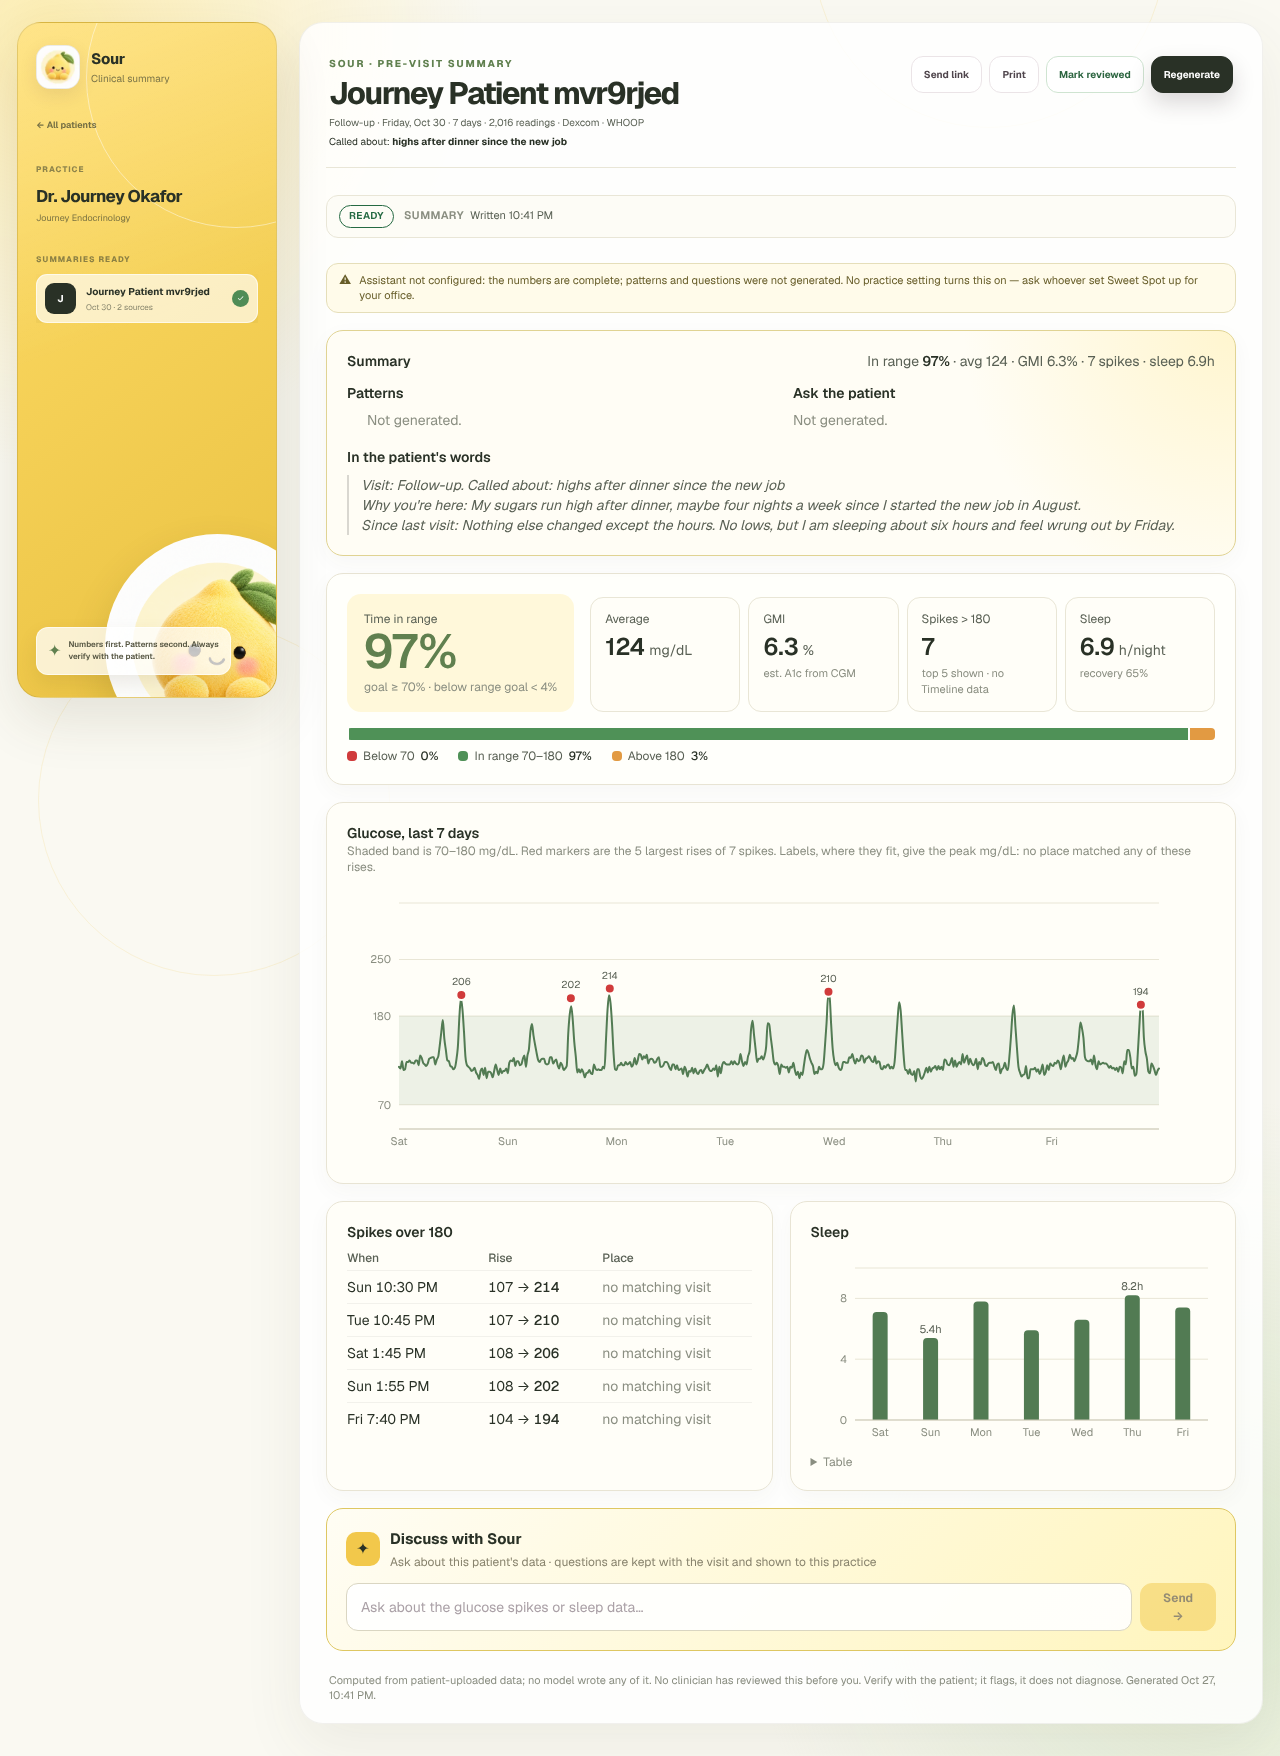 Sour
Clinical summary
← All patients
PRACTICE
Dr. Journey Okafor
Journey Endocrinology
SUMMARIES READY
J
Journey Patient mvr9rjed
Oct 30 · 2 sources
Numbers first. Patterns second. Always
verify with the patient.
SOUR · PRE-VISIT SUMMARY
Journey Patient mvr9rjed
Follow-up · Friday, Oct 30 · 7 days · 2,016 readings · Dexcom · WHOOP
Called about: highs after dinner since the new job
Send link
Print
Mark reviewed
Regenerate
READY SUMMARY Written 10:41 PM
Assistant not configured: the numbers are complete; patterns and questions were not generated. No practice setting turns this on — ask whoever set Sweet Spot up for
your office.
Summary
In range 97% · avg 124 · GMI 6.3% · 7 spikes · sleep 6.9h
Patterns
Not generated.
Ask the patient
Not generated.
In the patient's words
Visit: Follow-up. Called about: highs after dinner since the new job
Why you're here: My sugars run high after dinner, maybe four nights a week since I started the new job in August.
Since last visit: Nothing else changed except the hours. No lows, but I am sleeping about six hours and feel wrung out by Friday.
Time in range
97%
goal ≥ 70% · below range goal < 4%
Average
124 mg/dL
GMI
6.3 %
est. A1c from CGM
Spikes > 180
7
top 5 shown · no
Timeline data
Sleep
6.9 h/night
recovery 65%
Below 70 0%
In range 70–180 97%
Above 180 3%
Glucose, last 7 days
Shaded band is 70–180 mg/dL. Red markers are the 5 largest rises of 7 spikes. Labels, where they fit, give the peak mg/dL: no place matched any of these
rises.
250
180
70
206
202
214
210
194
Sat Sun Mon Tue Wed Thu Fri
Spikes over 180
When Rise Place
Sun 10:30 PM 107 → 214 no matching visit
Tue 10:45 PM 107 → 210 no matching visit
Sat 1:45 PM 108 → 206 no matching visit
Sun 1:55 PM 108 → 202 no matching visit
Fri 7:40 PM 104 → 194 no matching visit
Sleep
8
4
0
5.4h
8.2h
Sat Sun Mon Tue Wed Thu Fri
▶ Table
Discuss with Sour
Ask about this patient's data · questions are kept with the visit and shown to this practice
Ask about the glucose spikes or sleep data...
Send
→
Computed from patient-uploaded data; no model wrote any of it. No clinician has reviewed this before you. Verify with the patient; it flags, it does not diagnose. Generated Oct 27,
10:41 PM.